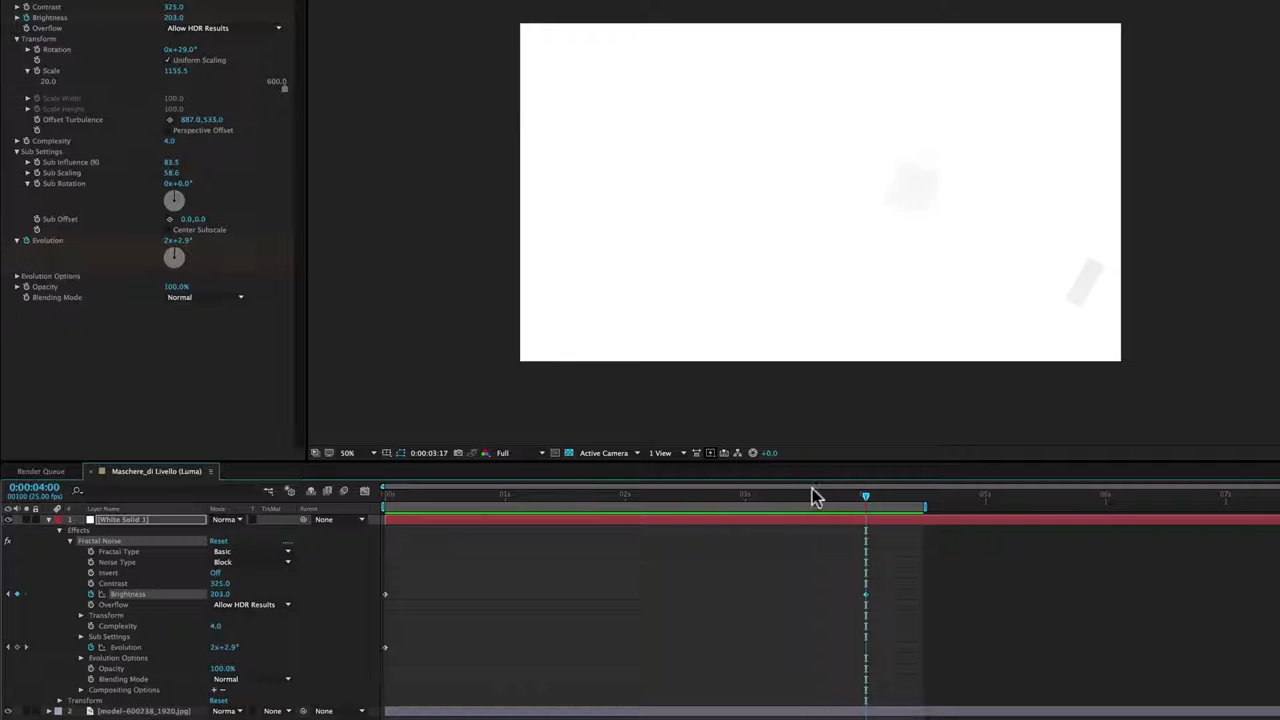 Contrast 325.0
Brightness 203.0
Overflow Allow HDR Results
Transform
Rotation 0x+29.0°
Uniform Scaling
Scale 1153.5
20.0 600.0
Scale Width 100.0
Scale Height 100.0
Offset Turbulence 887.0,533.0
Perspective Offset
Complexity 4.0
Sub Settings
Sub Influence (%) 83.5
Sub Scaling 58.6
Sub Rotation 0x+0.0°
Sub Offset 0.0,0.0
Center Subscale
Evolution 2x+2.9°
Evolution Options
Opacity 100.0%
Blending Mode Normal
50% 0:00:03:17 Full Active Camera 1 View +0.0
Render Queue Maschere_di Livello (Luma)
0:00:04:00
00100 (25.00 fps)
:00s 01s 02s 03s 05s 06s 07s
# Layer Name Mode T TrkMat Parent
1 [White Solid 1] Norma None
Effects
fx Fractal Noise Reset .....
Fractal Type Basic
Noise Type Block
Invert Off
Contrast 325.0
Brightness 203.0
Overflow Allow HDR Results
Transform
Complexity 4.0
Sub Settings
Evolution 2x+2.9°
Evolution Options
Opacity 100.0%
Blending Mode Normal
Compositing Options + –
Transform Reset
2 [model-600238_1920.jpg] Norma None None